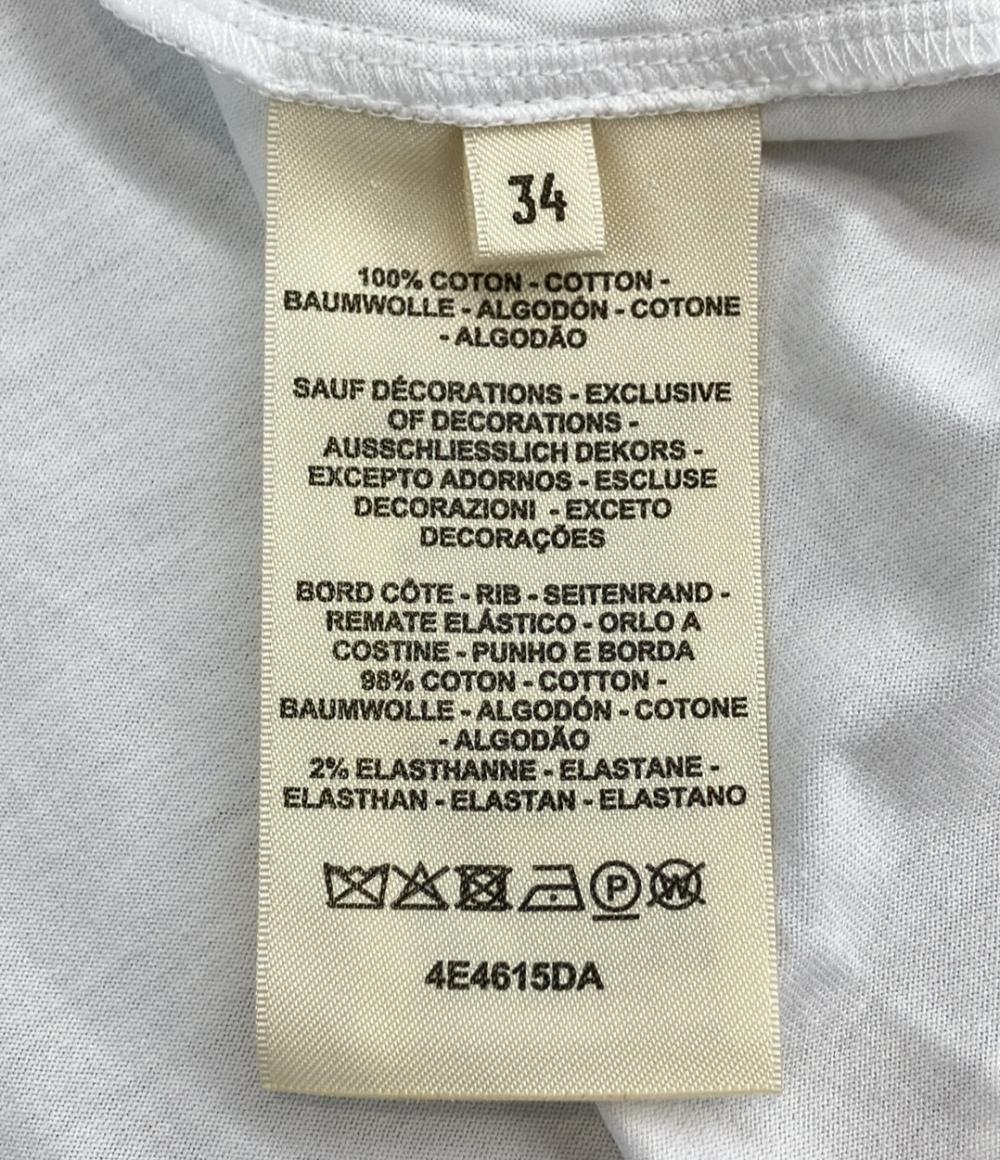 34
100% COTON - COTTON -
BAUMWOLLE - ALGODÓN - COTONE
- ALGODÃO
SAUF DÉCORATIONS - EXCLUSIVE
OF DECORATIONS -
AUSSCHLIESSLICH DEKORS -
EXCEPTO ADORNOS - ESCLUSE
DECORAZIONI - EXCETO
DECORAÇÕES
BORD CÔTE - RIB - SEITENRAND -
REMATE ELÁSTICO - ORLO A
COSTINE - PUNHO E BORDA
98% COTON - COTTON -
BAUMWOLLE - ALGODÓN - COTONE
- ALGODÃO
2% ELASTHANNE - ELASTANE -
ELASTHAN - ELASTAN - ELASTANO
P W
4E4615DA